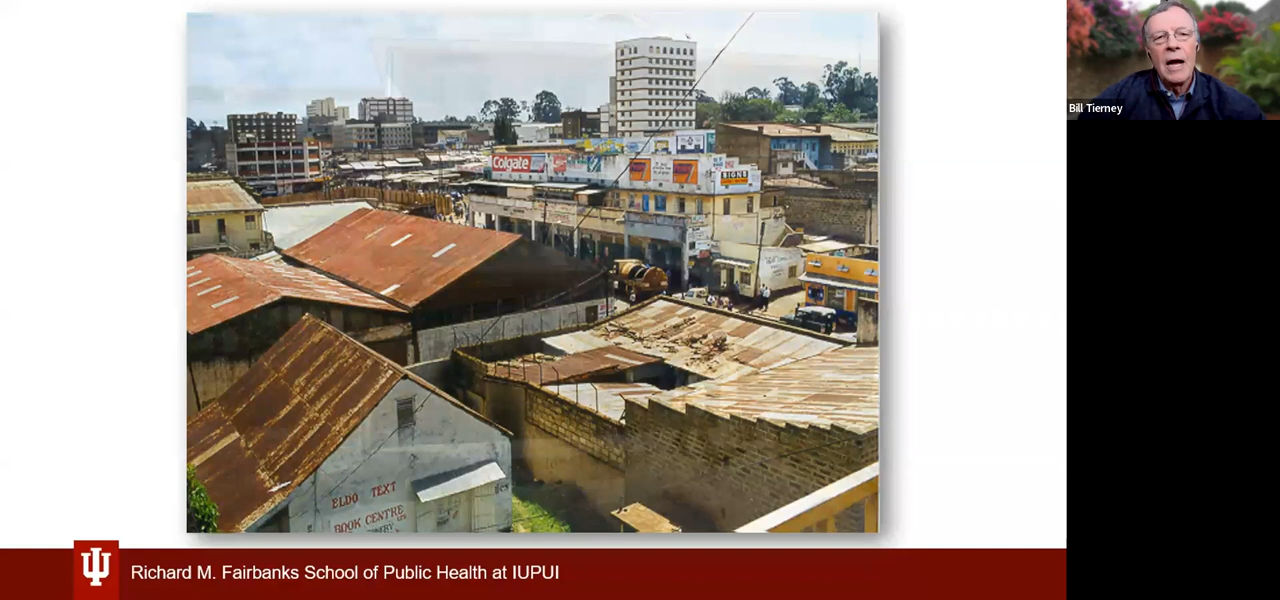 Colgate
SIGNS
ELDO TEXT
BOOK CENTRE
Richard M. Fairbanks School of Public Health at IUPUI
Bill Tierney